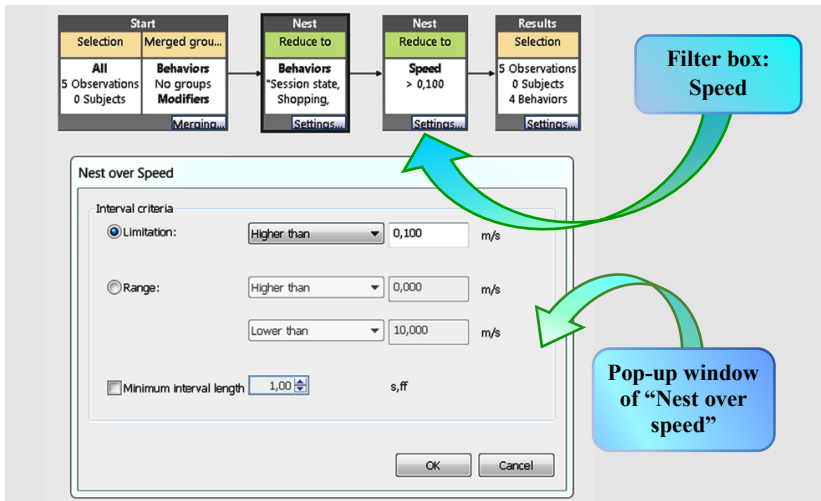 Start
Selection Merged grou...
All Behaviors
5 Observations No groups
0 Subjects Modifiers
Merging...
Nest
Reduce to
Behaviors
"Session state,
Shopping,
Settings...
Nest
Reduce to
Speed
> 0,100
Settings...
Results
Selection
5 Observations
0 Subjects
4 Behaviors
Settings...
Filter box:
Speed
Nest over Speed
Interval criteria
Limitation: Higher than 0,100 m/s
Range: Higher than 0,000 m/s
Lower than 10,000 m/s
Minimum interval length 1,00 s,ff
OK Cancel
Pop-up window
of “Nest over
speed”